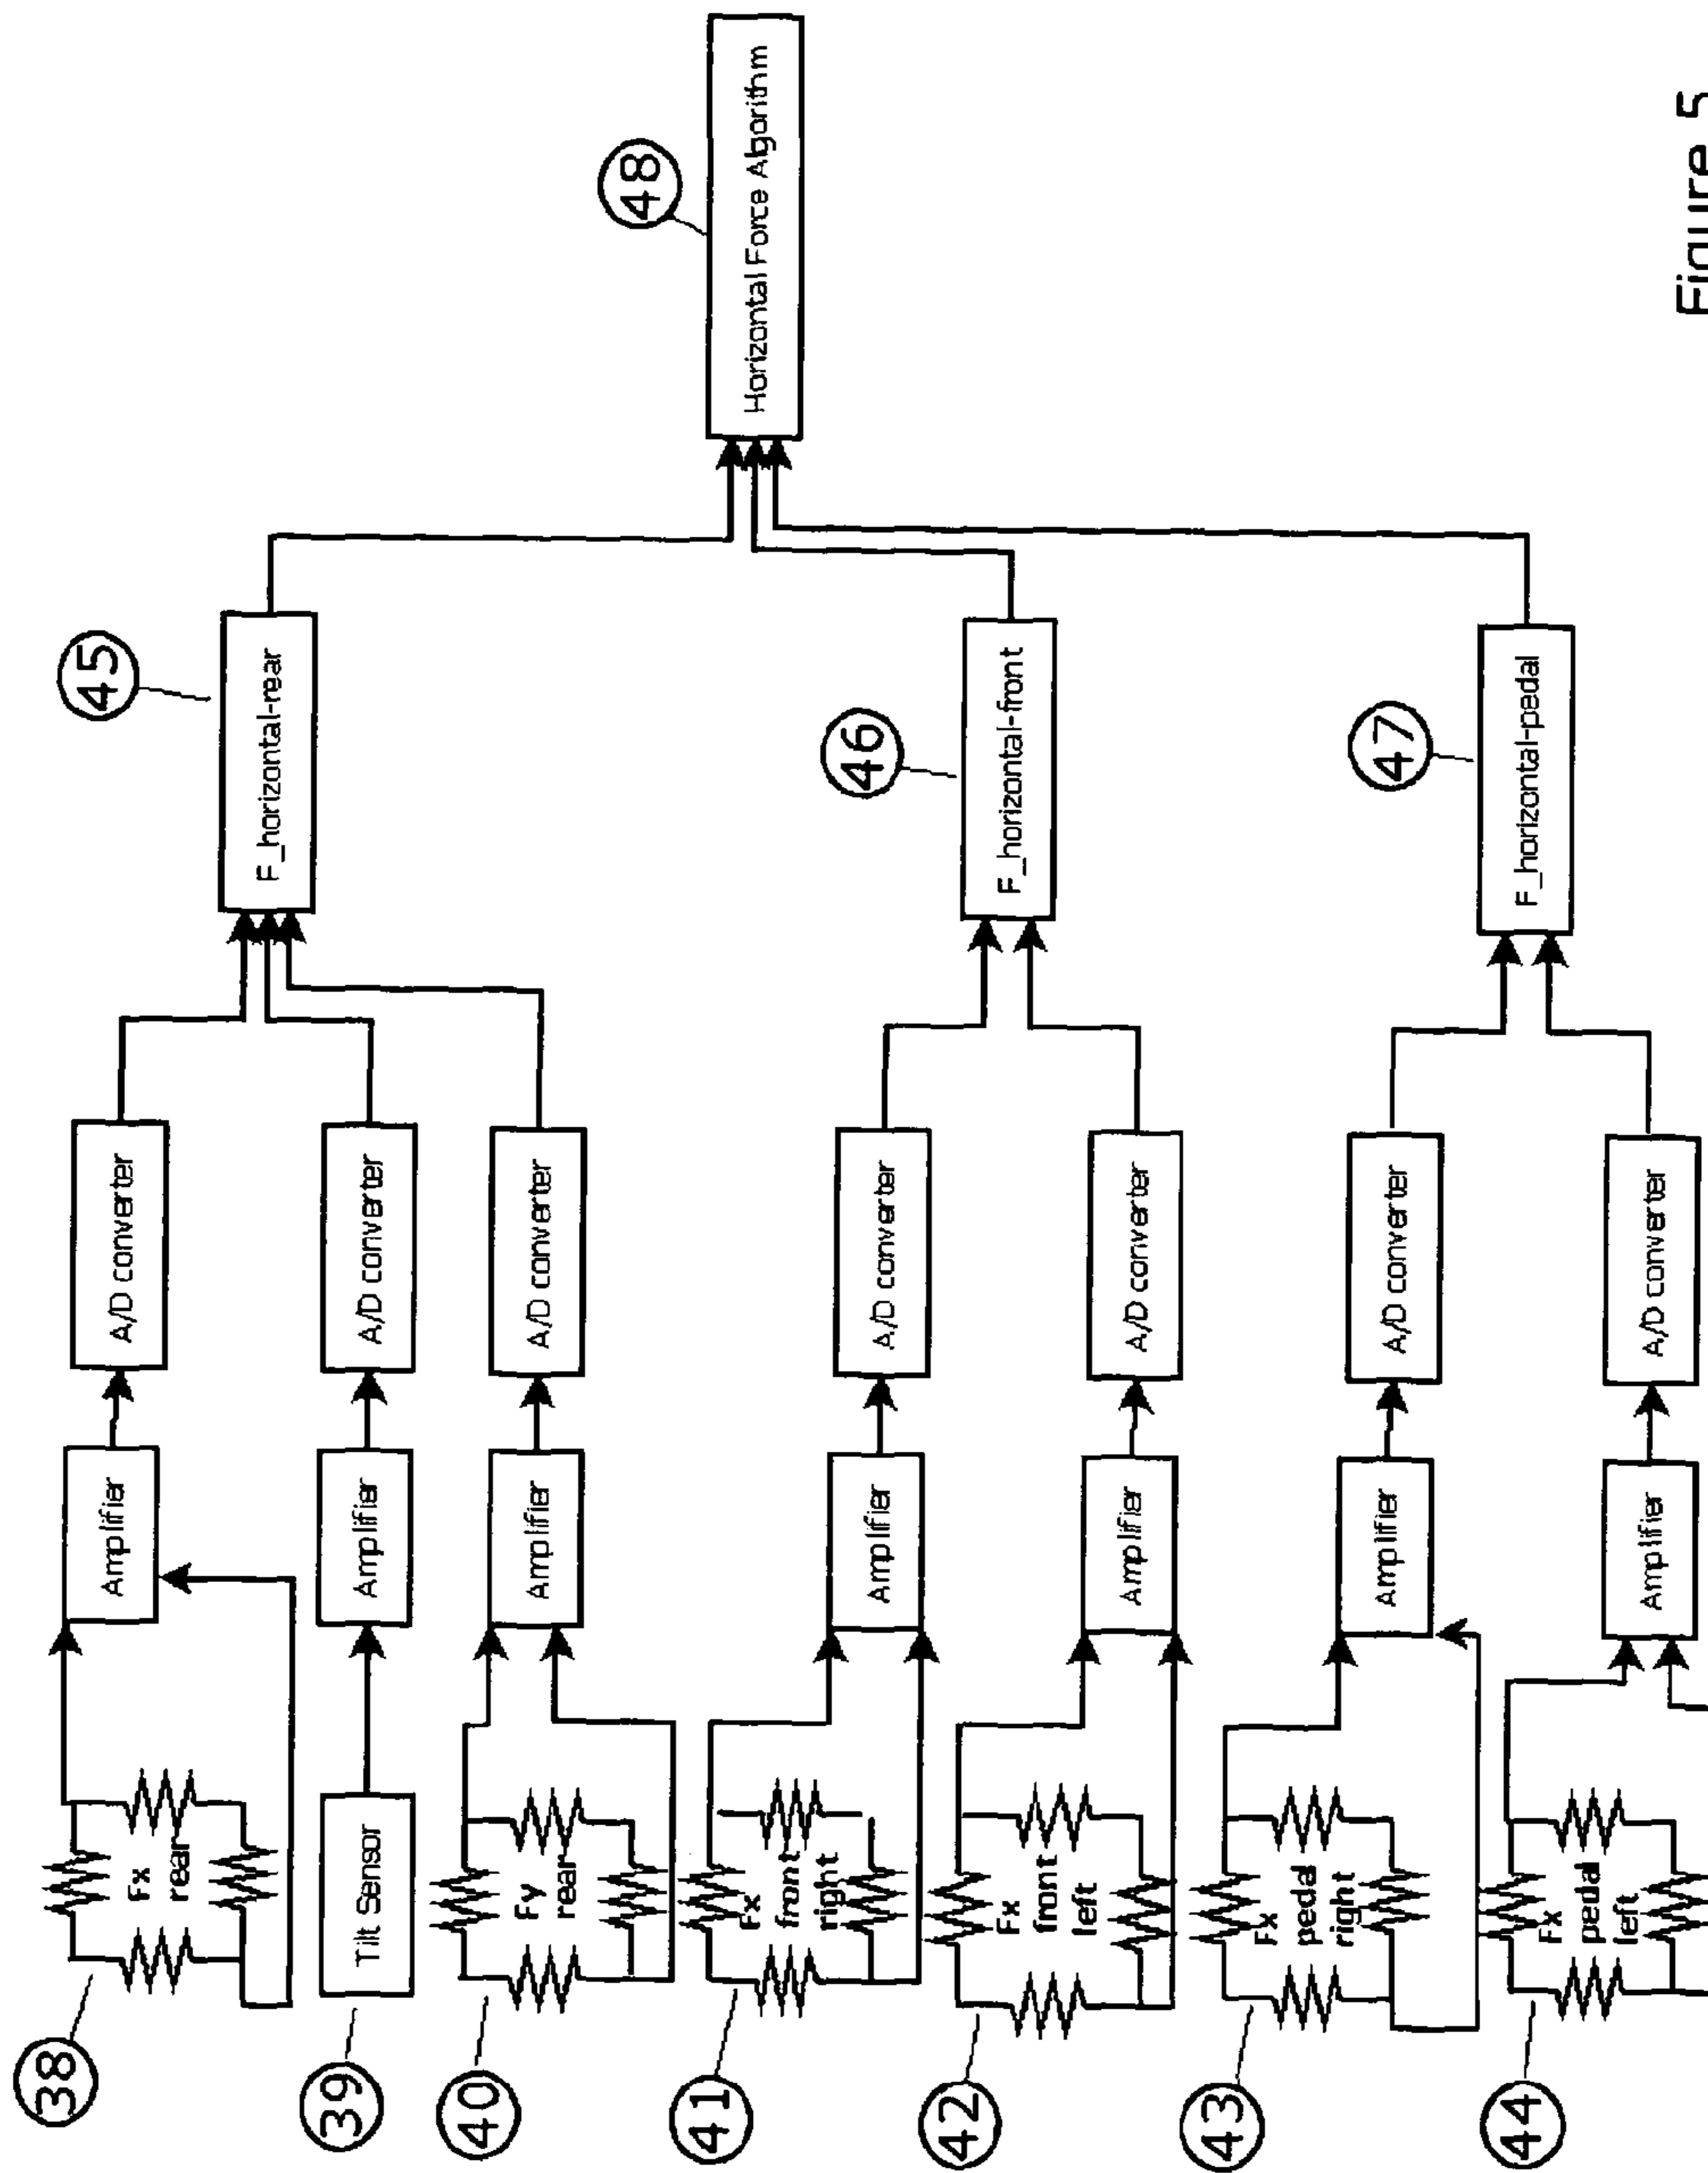 38
Fx
rear
Amplifier
A/D converter
45
F_horizontal-rear
39
Tilt Sensor
Amplifier
A/D converter
40
Fy
rear
Amplifier
A/D converter
48
Horizontal Force Algorithm
41
Fx
front
right
Amplifier
A/D converter
46
F_horizontal-front
42
Fx
front
left
Amplifier
A/D converter
43
Fx
pedal
right
Amplifier
A/D converter
47
F_horizontal-pedal
44
Fx
pedal
left
Amplifier
A/D converter
Figure 5